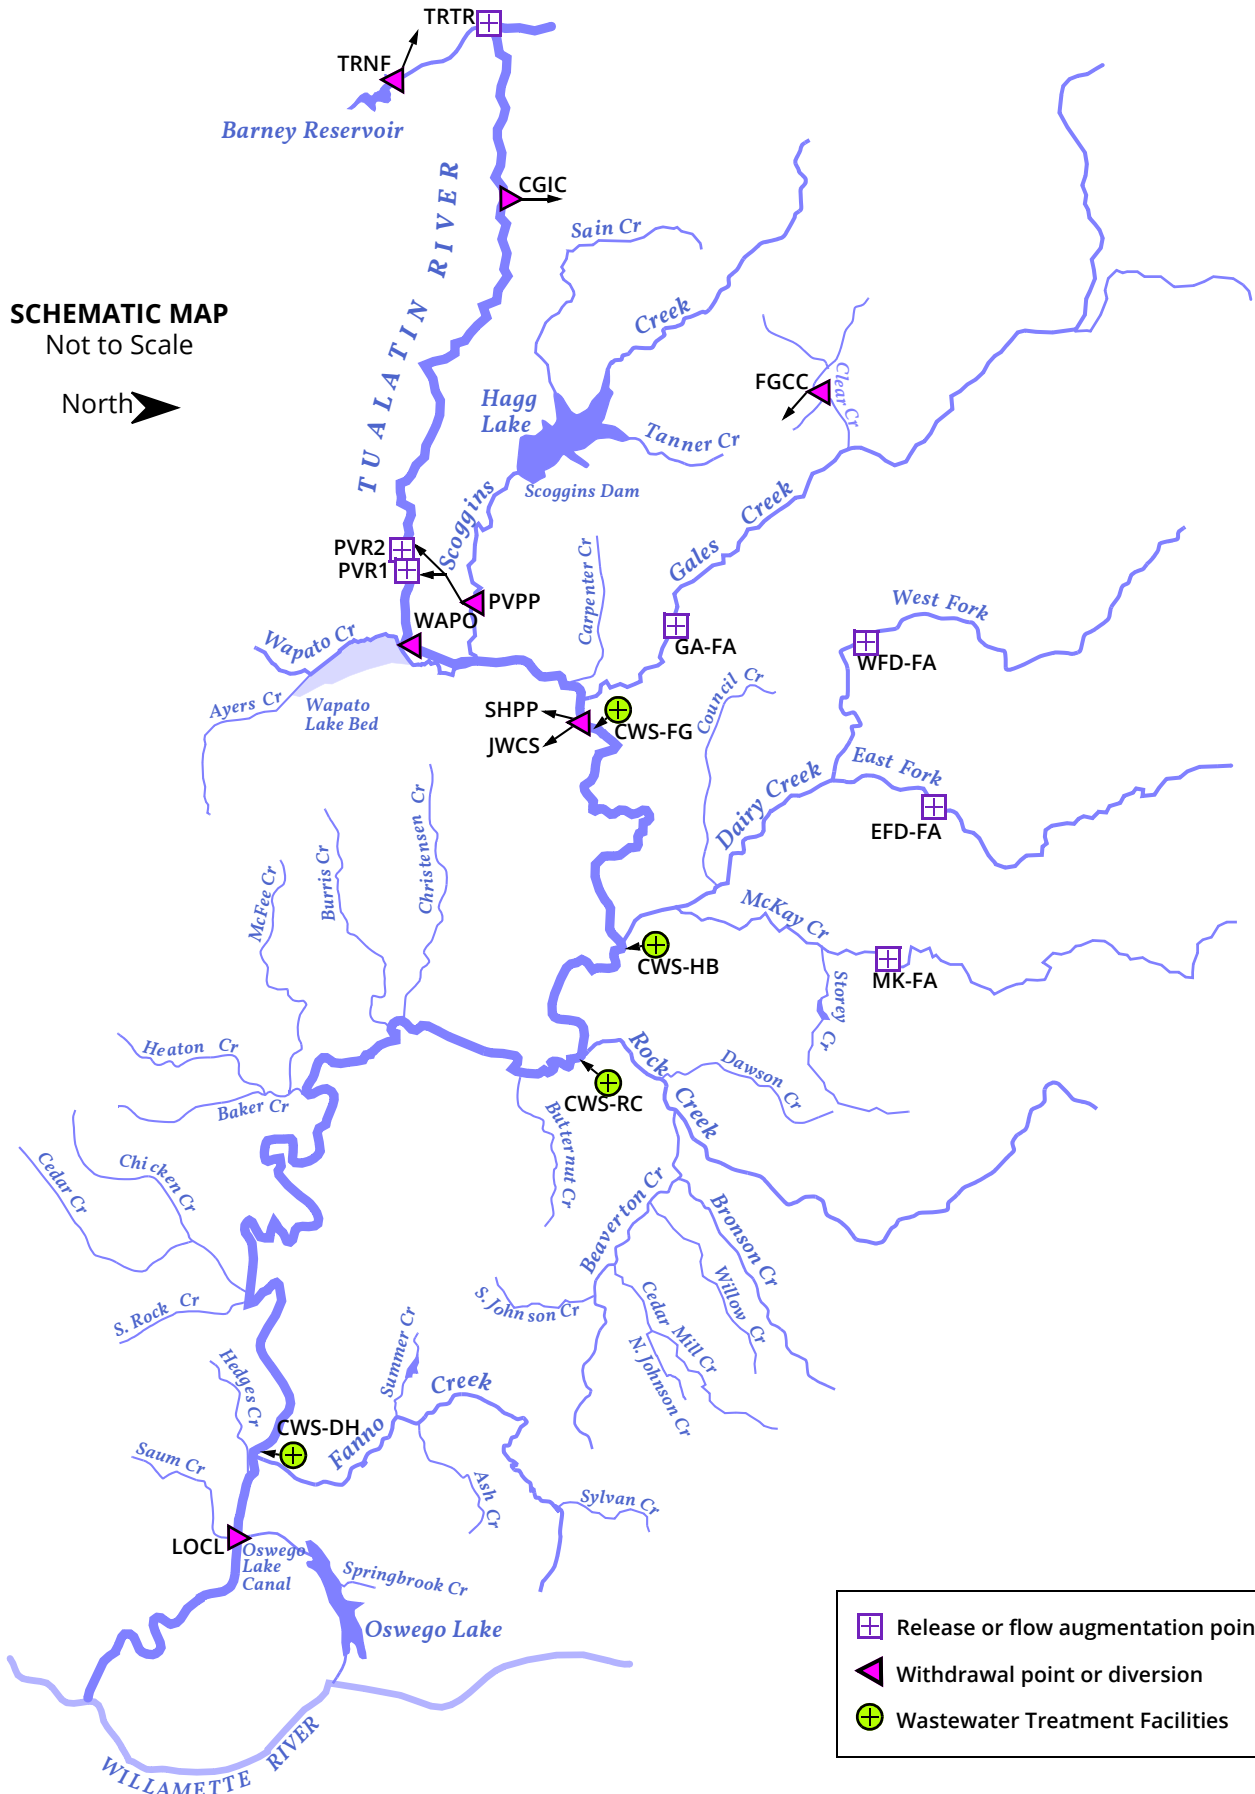 TRTR
TRNF
Barney Reservoir
CGIC
TUALATIN RIVER
Sain Cr
SCHEMATIC MAP
Not to Scale
North
Creek
Hagg
Lake
FGCC
Clear Cr
Tanner Cr
Scoggins Dam
Scoggins
Creek
Gales
PVR2
PVR1
PVPP
WAPO
Carpenter Cr
West Fork
GA-FA
WFD-FA
Wapato Cr
Ayers Cr
Wapato
Lake Bed
SHPP
JWCS
CWS-FG
Council Cr
East Fork
Dairy Creek
EFD-FA
McFee Cr
Burris Cr
Christensen Cr
McKay Cr
CWS-HB
MK-FA
Storey Cr
Heaton Cr
Baker Cr
Rock
Creek
Dawson Cr
CWS-RC
Butternut Cr
Cedar Cr
Chicken Cr
Beaverton Cr
Bronson Cr
Willow Cr
S. Rock Cr
S. Johnson Cr
Cedar Mill Cr
N. Johnson Cr
Hedges Cr
Summer Cr
Creek
Fanno
CWS-DH
Saum Cr
Ash Cr
Sylvan Cr
LOCL
Oswego
Lake
Canal
Springbrook Cr
Oswego Lake
WILLAMETTE RIVER
Release or flow augmentation poin
Withdrawal point or diversion
Wastewater Treatment Facilities